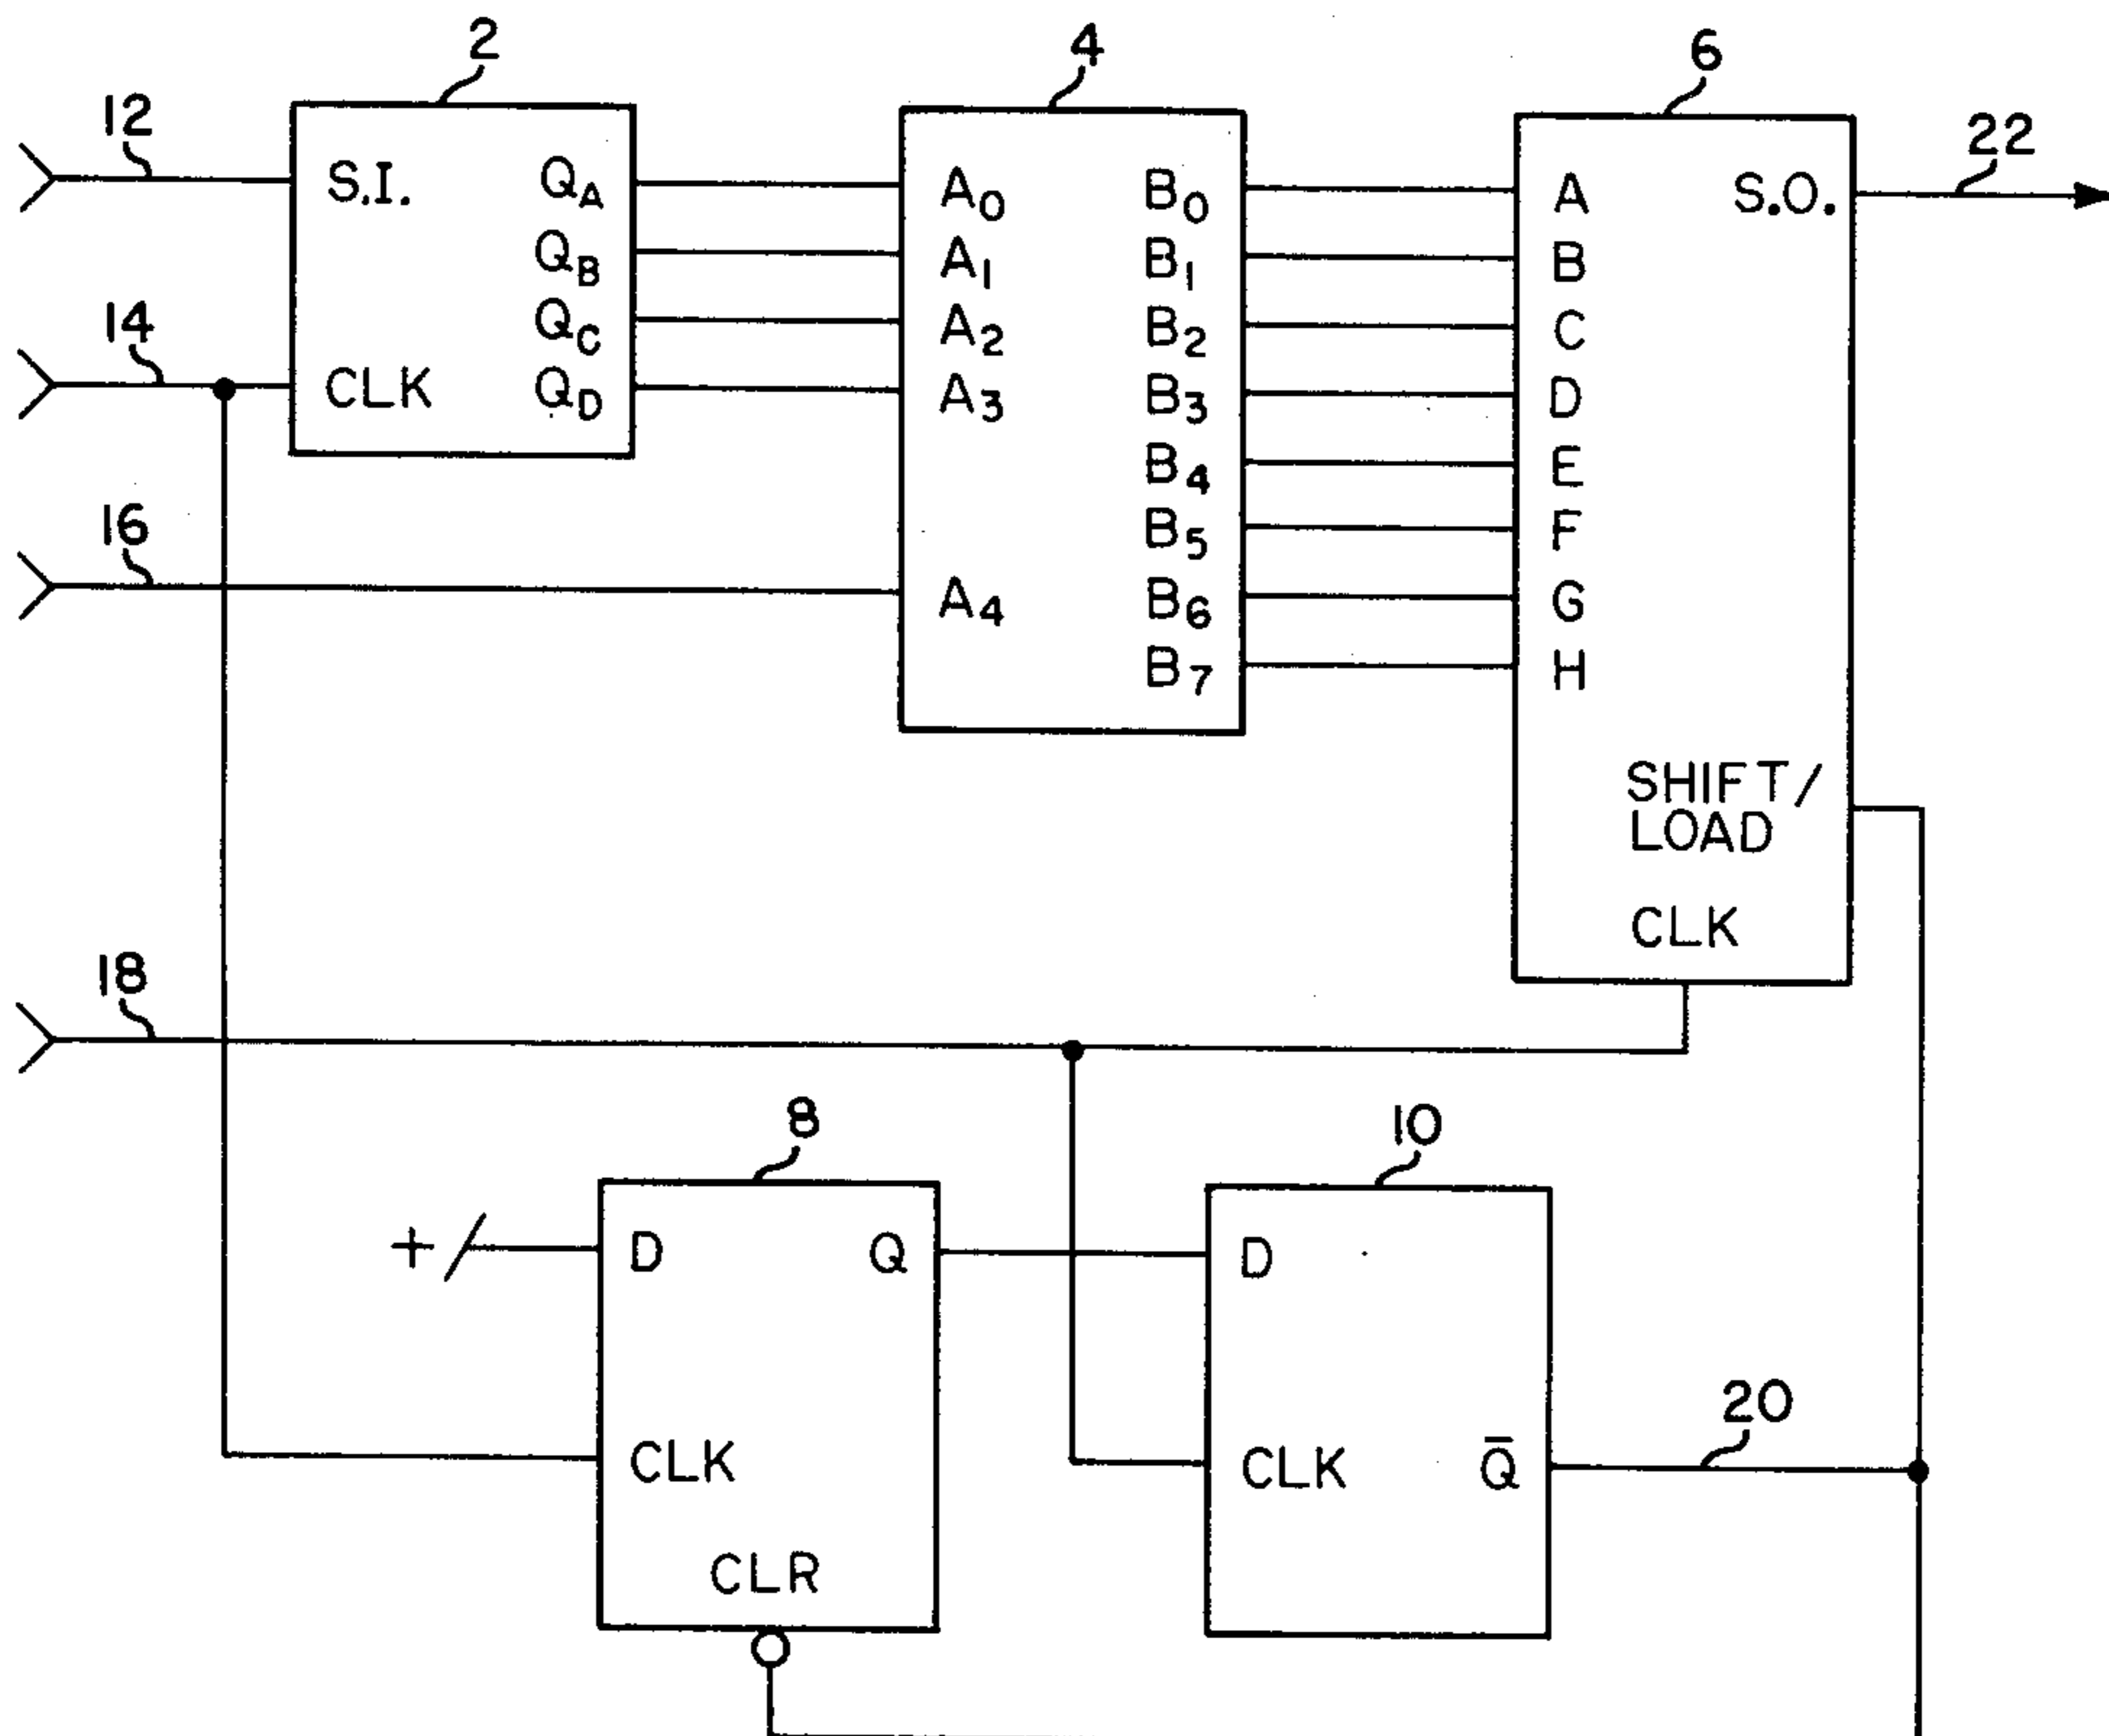 2
4
6
12
S.I.
QA
A0
B0
A
S.O.
22
QB
A1
B1
B
14
QC
A2
B2
C
CLK
QD
A3
B3
D
B4
E
16
B5
F
A4
B6
G
B7
H
SHIFT/
LOAD
CLK
18
8
10
+
D
Q
D
20
CLK
CLK
Q̄
CLR